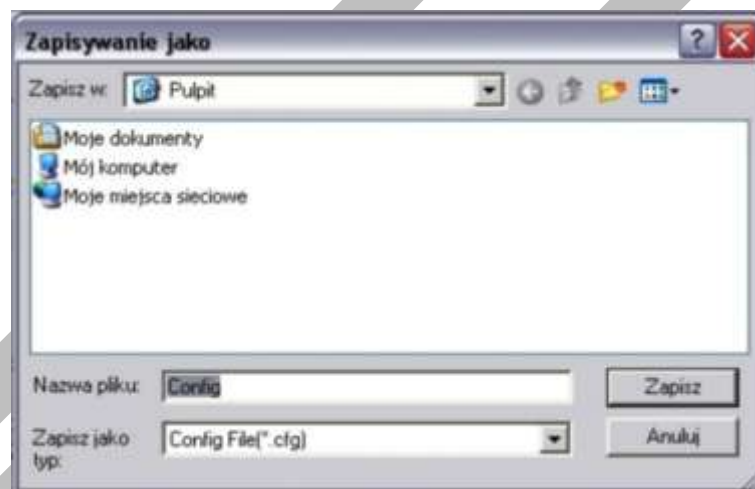 Zapisywanie jako
Zapisz w: Pulpit
Moje dokumenty
Mój komputer
Moje miejsca sieciowe
Nazwa pliku: Config
Zapisz
Zapisz jako typ: Config File(*.cfg)
Anuluj